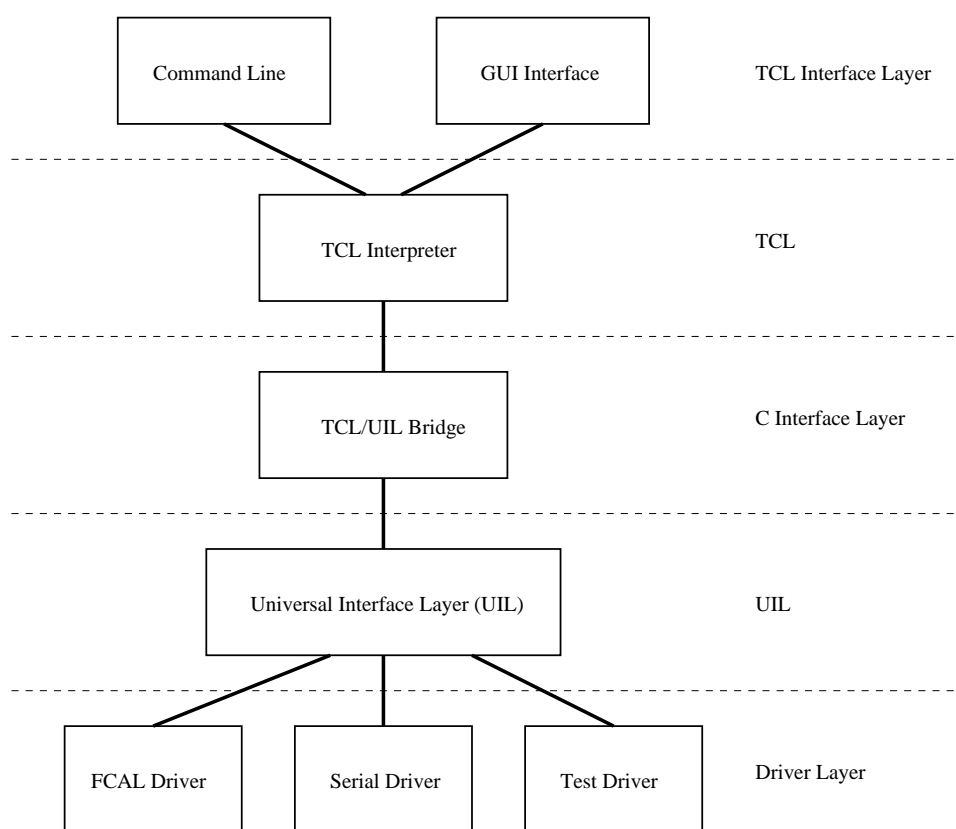 Command Line
GUI Interface
TCL Interface Layer
TCL Interpreter
TCL
TCL/UIL Bridge
C Interface Layer
Universal Interface Layer (UIL)
UIL
FCAL Driver
Serial Driver
Test Driver
Driver Layer